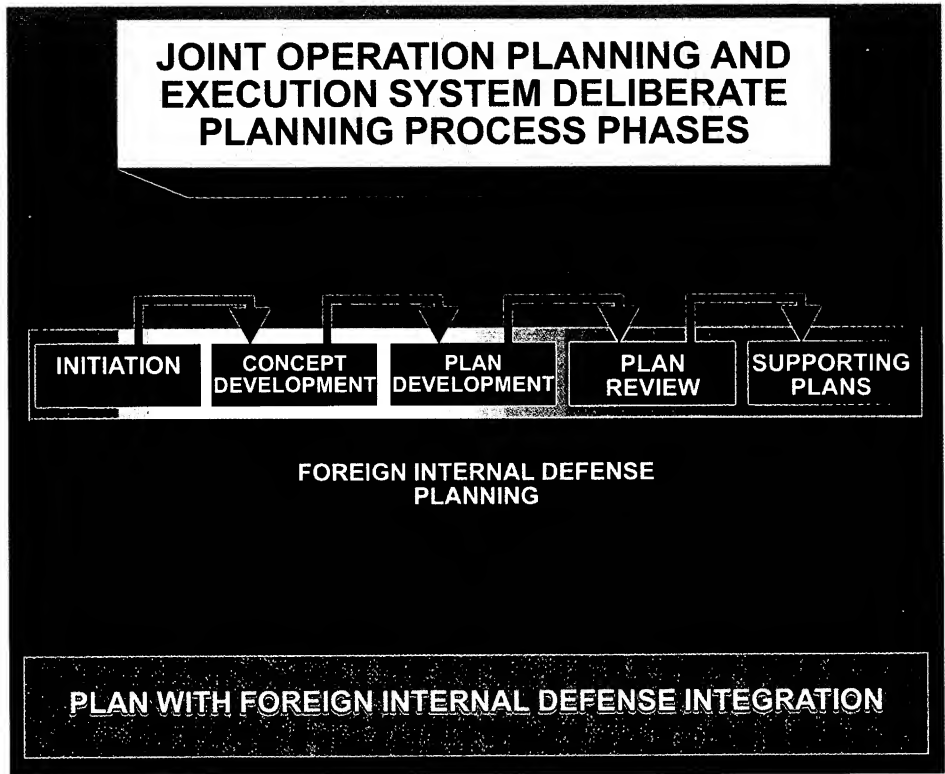 JOINT OPERATION PLANNING AND
EXECUTION SYSTEM DELIBERATE
PLANNING PROCESS PHASES
INITIATION
CONCEPT
DEVELOPMENT
PLAN
DEVELOPMENT
PLAN
REVIEW
SUPPORTING
PLANS
FOREIGN INTERNAL DEFENSE
PLANNING
PLAN WITH FOREIGN INTERNAL DEFENSE INTEGRATION